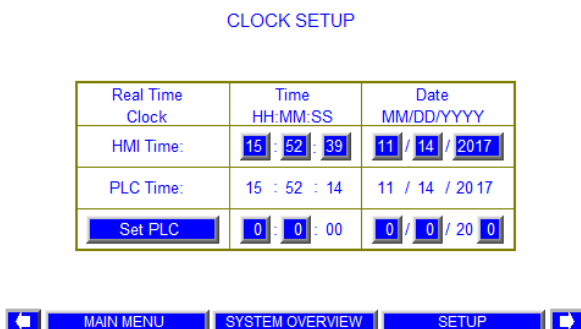 CLOCK SETUP
Real Time Time Date
Clock HH:MM:SS MM/DD/YYYY
HMI Time: 15 : 52 : 39 11 / 14 / 2017
PLC Time: 15 : 52 : 14 11 / 14 / 2017
Set PLC 0 : 0 : 00 0 / 0 / 20 0
MAIN MENU SYSTEM OVERVIEW SETUP